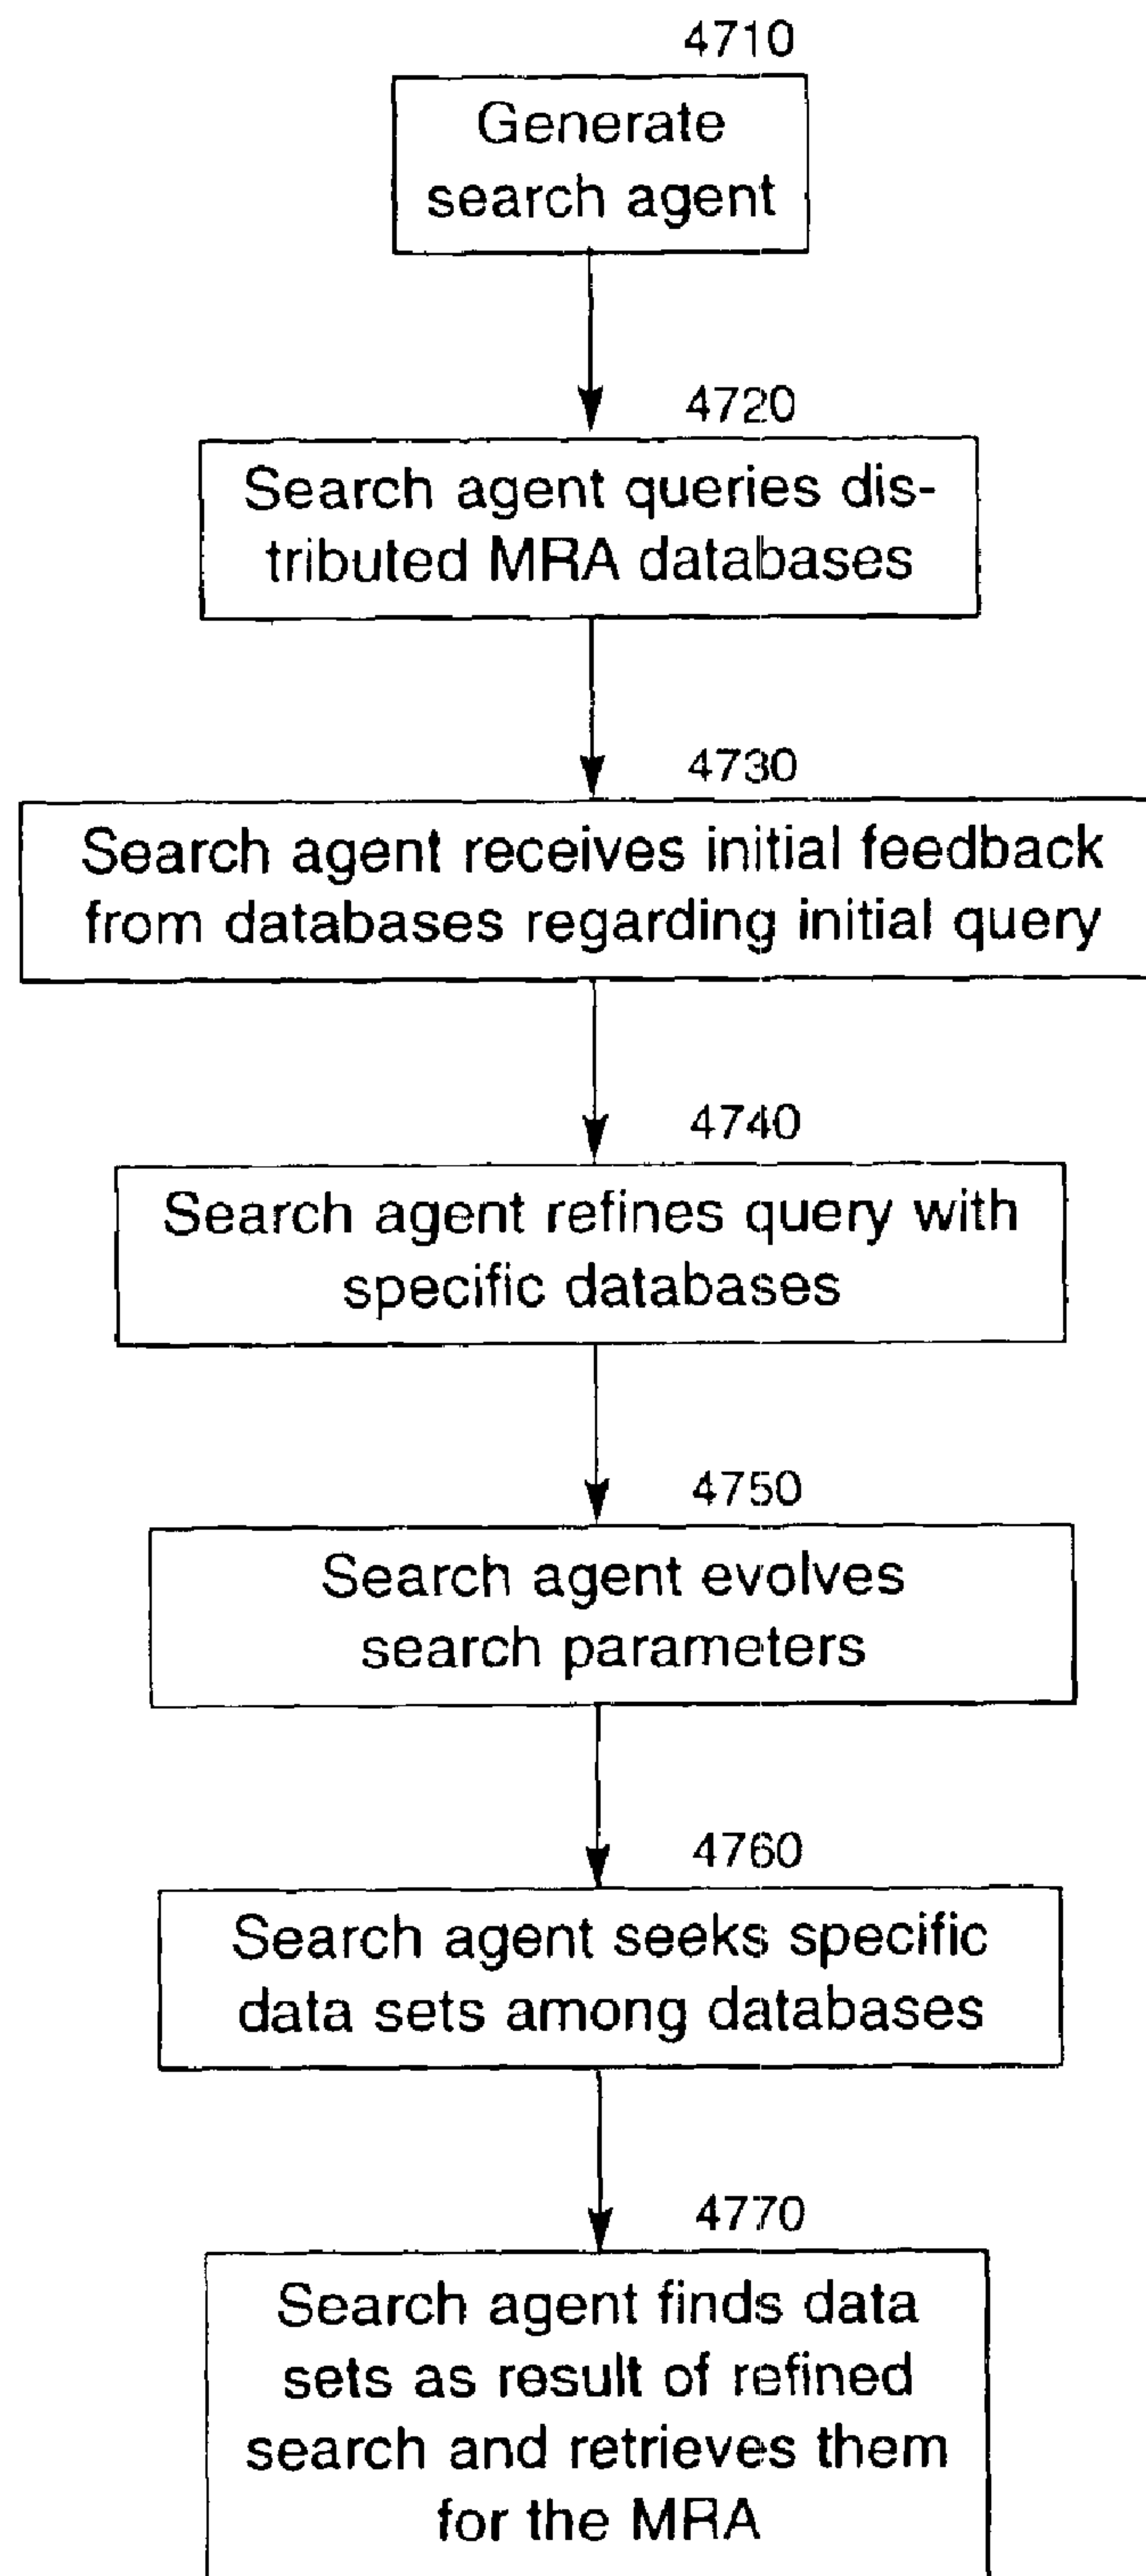 4710
Generate
search agent
4720
Search agent queries dis-
tributed MRA databases
4730
Search agent receives initial feedback
from databases regarding initial query
4740
Search agent refines query with
specific databases
4750
Search agent evolves
search parameters
4760
Search agent seeks specific
data sets among databases
4770
Search agent finds data
sets as result of refined
search and retrieves them
for the MRA